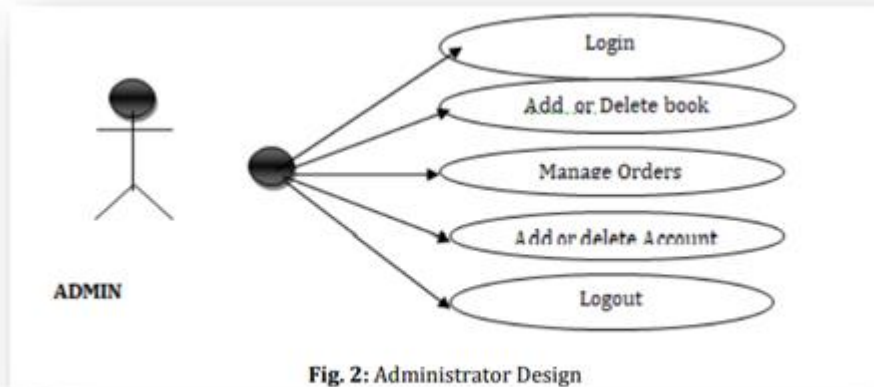 Login
Add or Delete book
Manage Orders
Add or delete Account
ADMIN
Logout
Fig. 2: Administrator Design